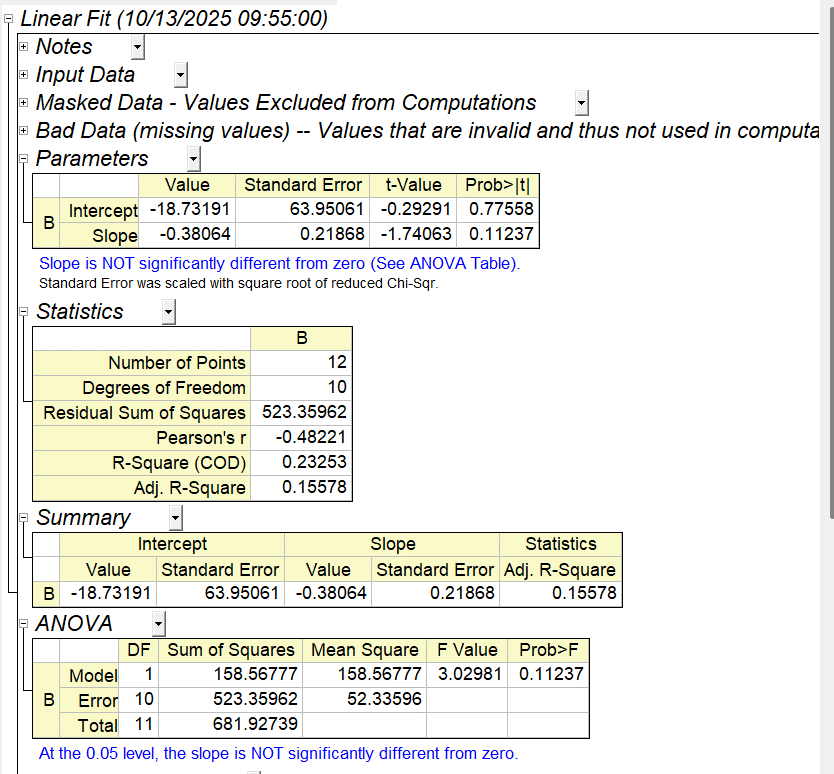 Linear Fit (10/13/2025 09:55:00)
Notes
Input Data
Masked Data - Values Excluded from Computations
Bad Data (missing values) -- Values that are invalid and thus not used in computa
Parameters
Value Standard Error t-Value Prob>|t|
B Intercept -18.73191 63.95061 -0.29291 0.77558
Slope -0.38064 0.21868 -1.74063 0.11237
Slope is NOT significantly different from zero (See ANOVA Table).
Standard Error was scaled with square root of reduced Chi-Sqr.
Statistics
B
Number of Points 12
Degrees of Freedom 10
Residual Sum of Squares 523.35962
Pearson's r -0.48221
R-Square (COD) 0.23253
Adj. R-Square 0.15578
Summary
Intercept Slope Statistics
Value Standard Error Value Standard Error Adj. R-Square
B -18.73191 63.95061 -0.38064 0.21868 0.15578
ANOVA
DF Sum of Squares Mean Square F Value Prob>F
Model 1 158.56777 158.56777 3.02981 0.11237
B Error 10 523.35962 52.33596
Total 11 681.92739
At the 0.05 level, the slope is NOT significantly different from zero.